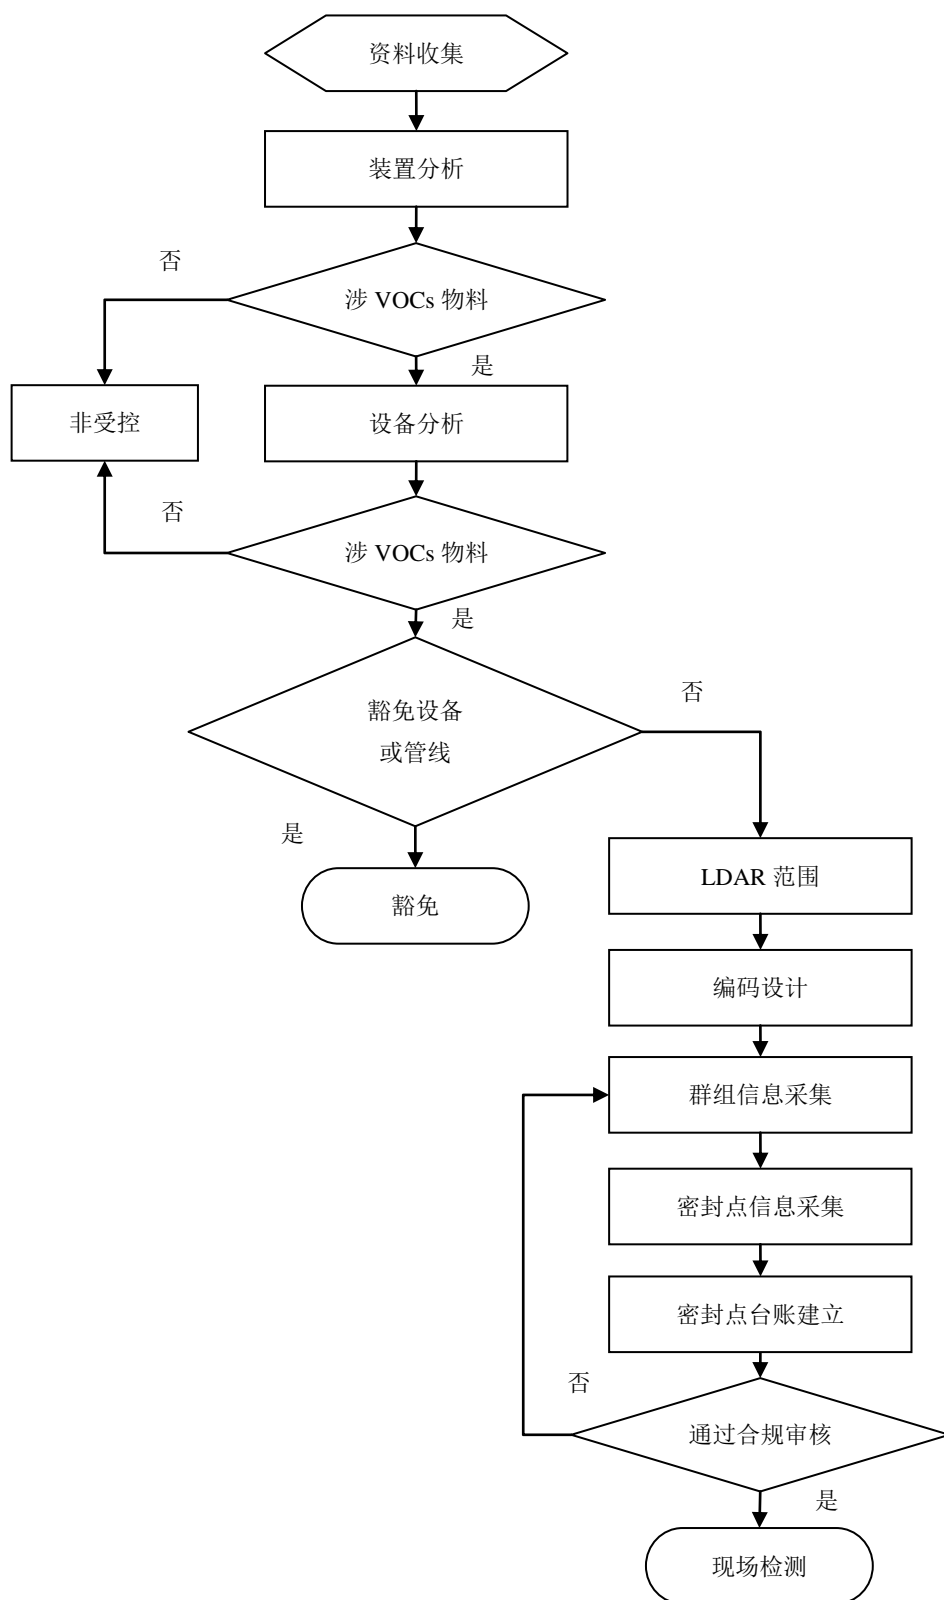 资料收集
装置分析
否
涉 VOCs 物料
是
非受控
设备分析
否
涉 VOCs 物料
是
豁免设备
或管线
否
是
豁免
LDAR 范围
编码设计
群组信息采集
密封点信息采集
密封点台账建立
否
通过合规审核
是
现场检测